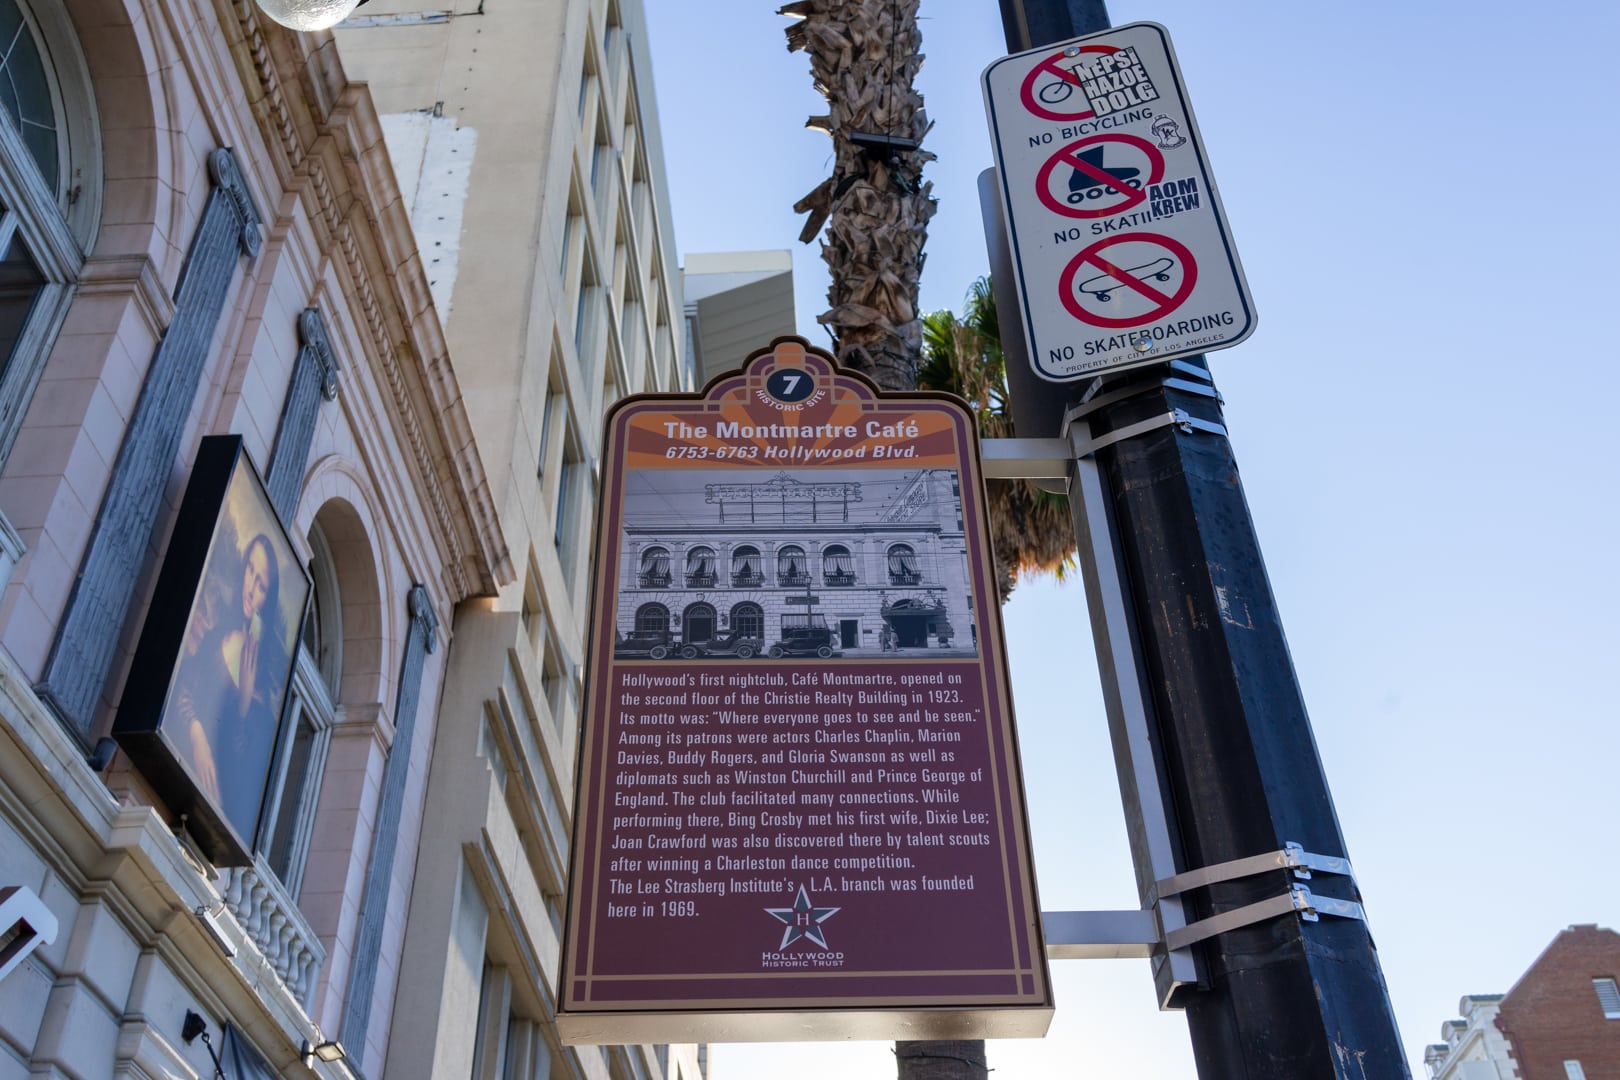 NEPSI
HAZOE
DOLG
NO BICYCLING
AOM
KREW
NO SKATI
NO SKATEBOARDING
PROPERTY OF CITY OF LOS ANGELES
7
HISTORIC SITE
The Montmartre Café
6753-6763 Hollywood Blvd.
Hollywood's first nightclub, Café Montmartre, opened on
the second floor of the Christie Realty Building in 1923.
Its motto was: "Where everyone goes to see and be seen."
Among its patrons were actors Charles Chaplin, Marion
Davies, Buddy Rogers, and Gloria Swanson as well as
diplomats such as Winston Churchill and Prince George of
England. The club facilitated many connections. While
performing there, Bing Crosby met his first wife, Dixie Lee;
Joan Crawford was also discovered there by talent scouts
after winning a Charleston dance competition.
The Lee Strasberg Institute's L.A. branch was founded
here in 1969.
H
HOLLYWOOD
HISTORIC TRUST